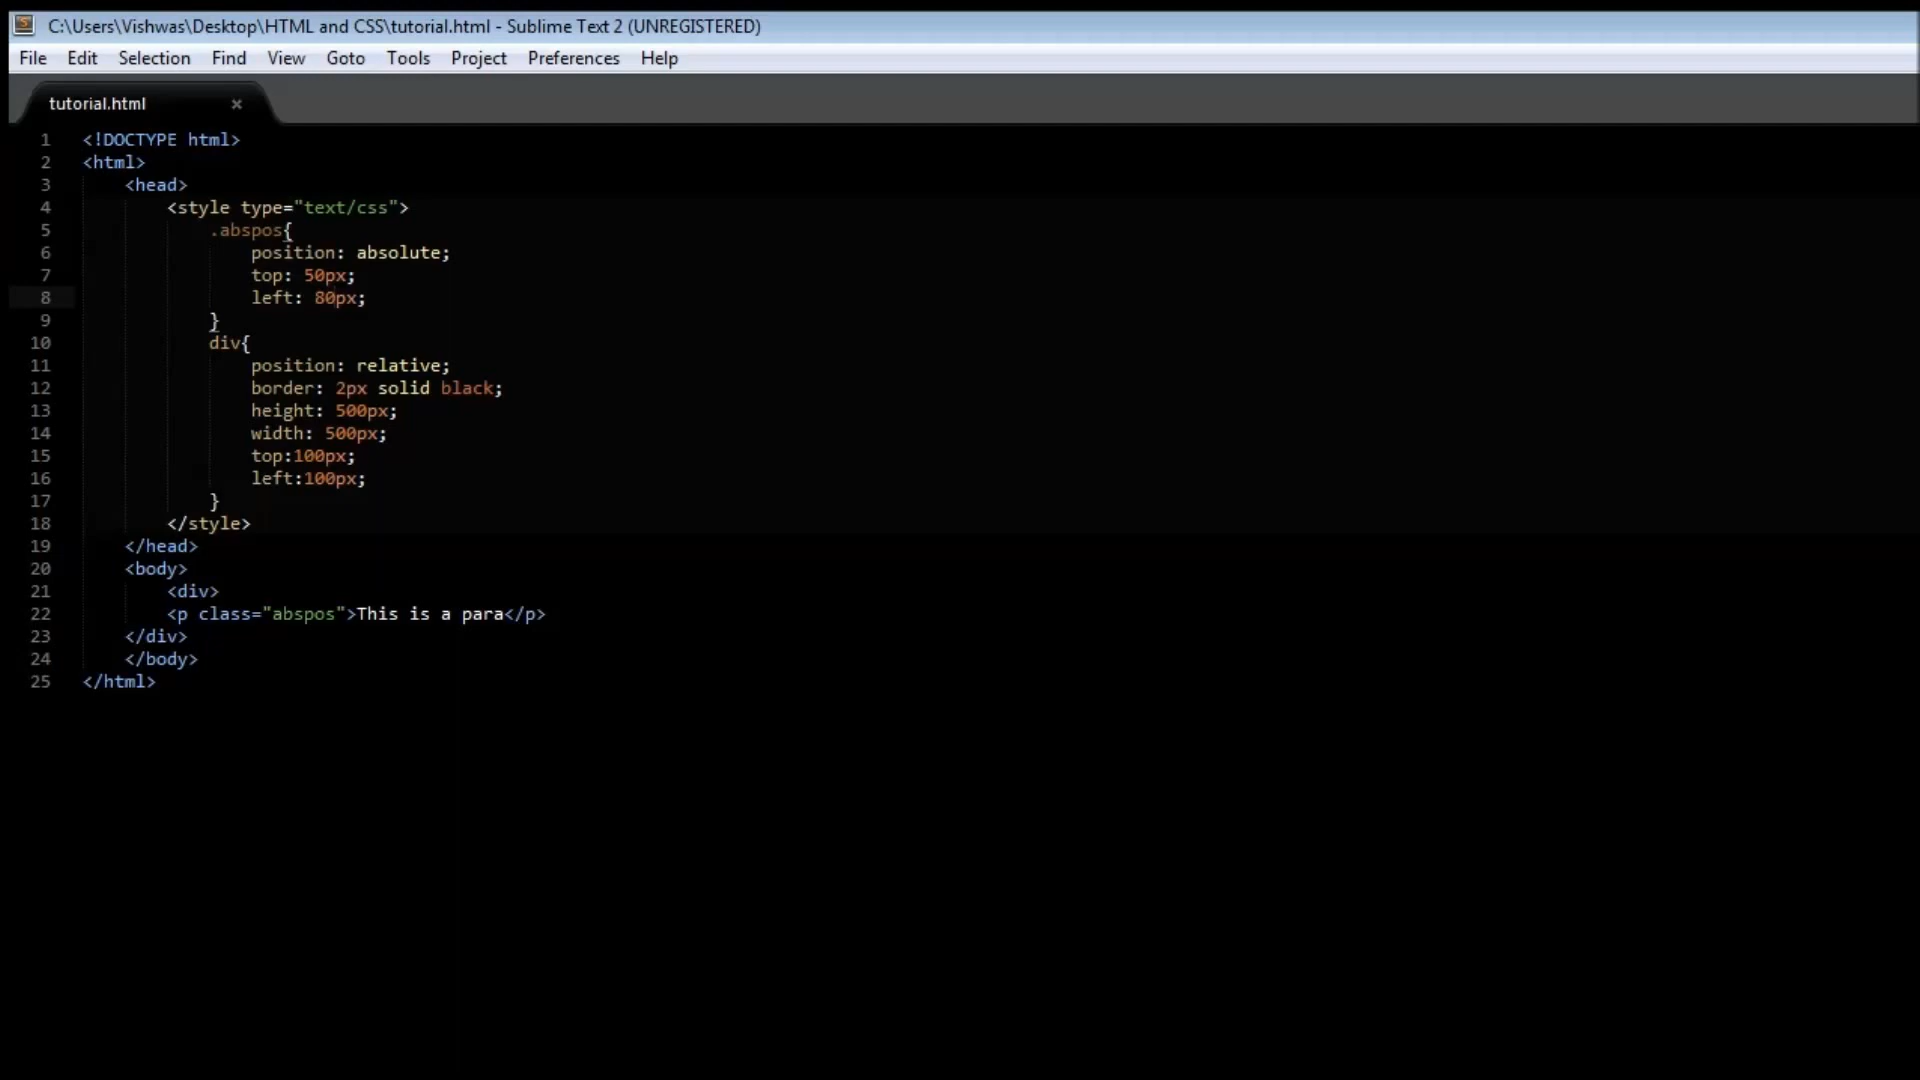 C:\Users\Vishwas\Desktop\HTML and CSS\tutorial.html - Sublime Text 2 (UNREGISTERED)
File Edit Selection Find View Goto Tools Project Preferences Help
tutorial.html ×
1 <!DOCTYPE html>
2 <html>
3 <head>
4 <style type="text/css">
5 .abspos{
6 position: absolute;
7 top: 50px;
8 left: 80px;
9 }
10 div{
11 position: relative;
12 border: 2px solid black;
13 height: 500px;
14 width: 500px;
15 top:100px;
16 left:100px;
17 }
18 </style>
19 </head>
20 <body>
21 <div>
22 <p class="abspos">This is a para</p>
23 </div>
24 </body>
25 </html>